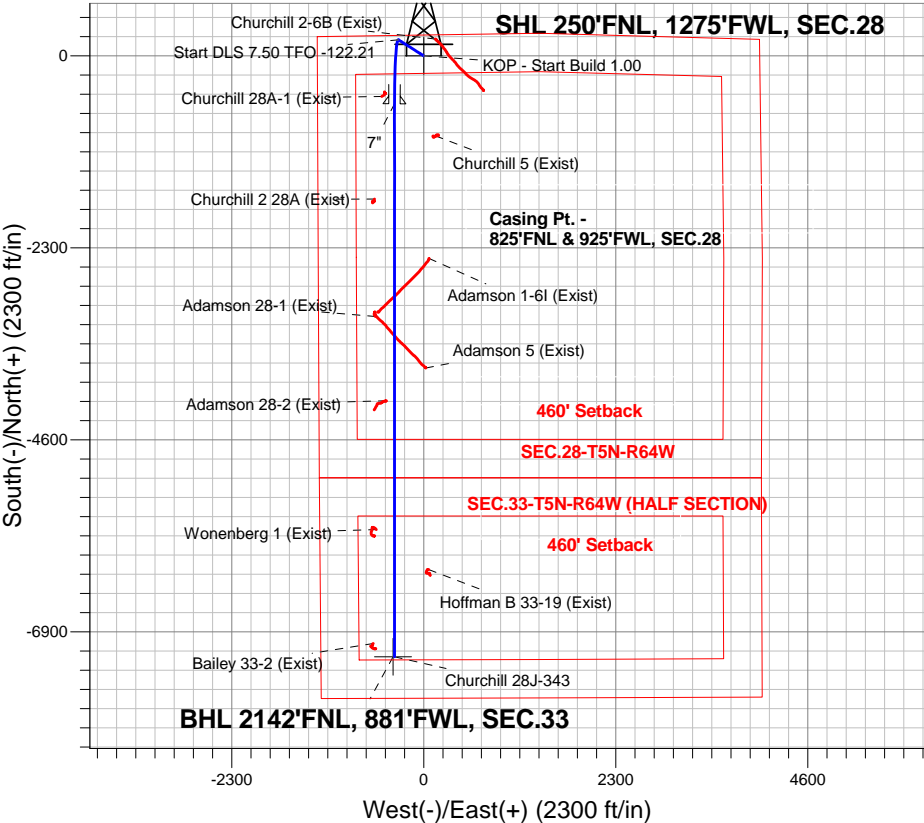 Churchill 2-6B (Exist)
SHL 250'FNL, 1275'FWL, SEC.28
Start DLS 7.50 TFO -122.21
0
KOP - Start Build 1.00
Churchill 28A-1 (Exist)
7"
Churchill 5 (Exist)
Churchill 2 28A (Exist)
Casing Pt. -
825'FNL & 925'FWL, SEC.28
-2300
Adamson 1-6I (Exist)
Adamson 28-1 (Exist)
Adamson 5 (Exist)
Adamson 28-2 (Exist)
460' Setback
-4600
SEC.28-T5N-R64W
SEC.33-T5N-R64W (HALF SECTION)
Wonenberg 1 (Exist)
460' Setback
Hoffman B 33-19 (Exist)
-6900
Bailey 33-2 (Exist)
Churchill 28J-343
BHL 2142'FNL, 881'FWL, SEC.33
South(-)/North(+) (2300 ft/in)
-2300
0
2300
4600
West(-)/East(+) (2300 ft/in)